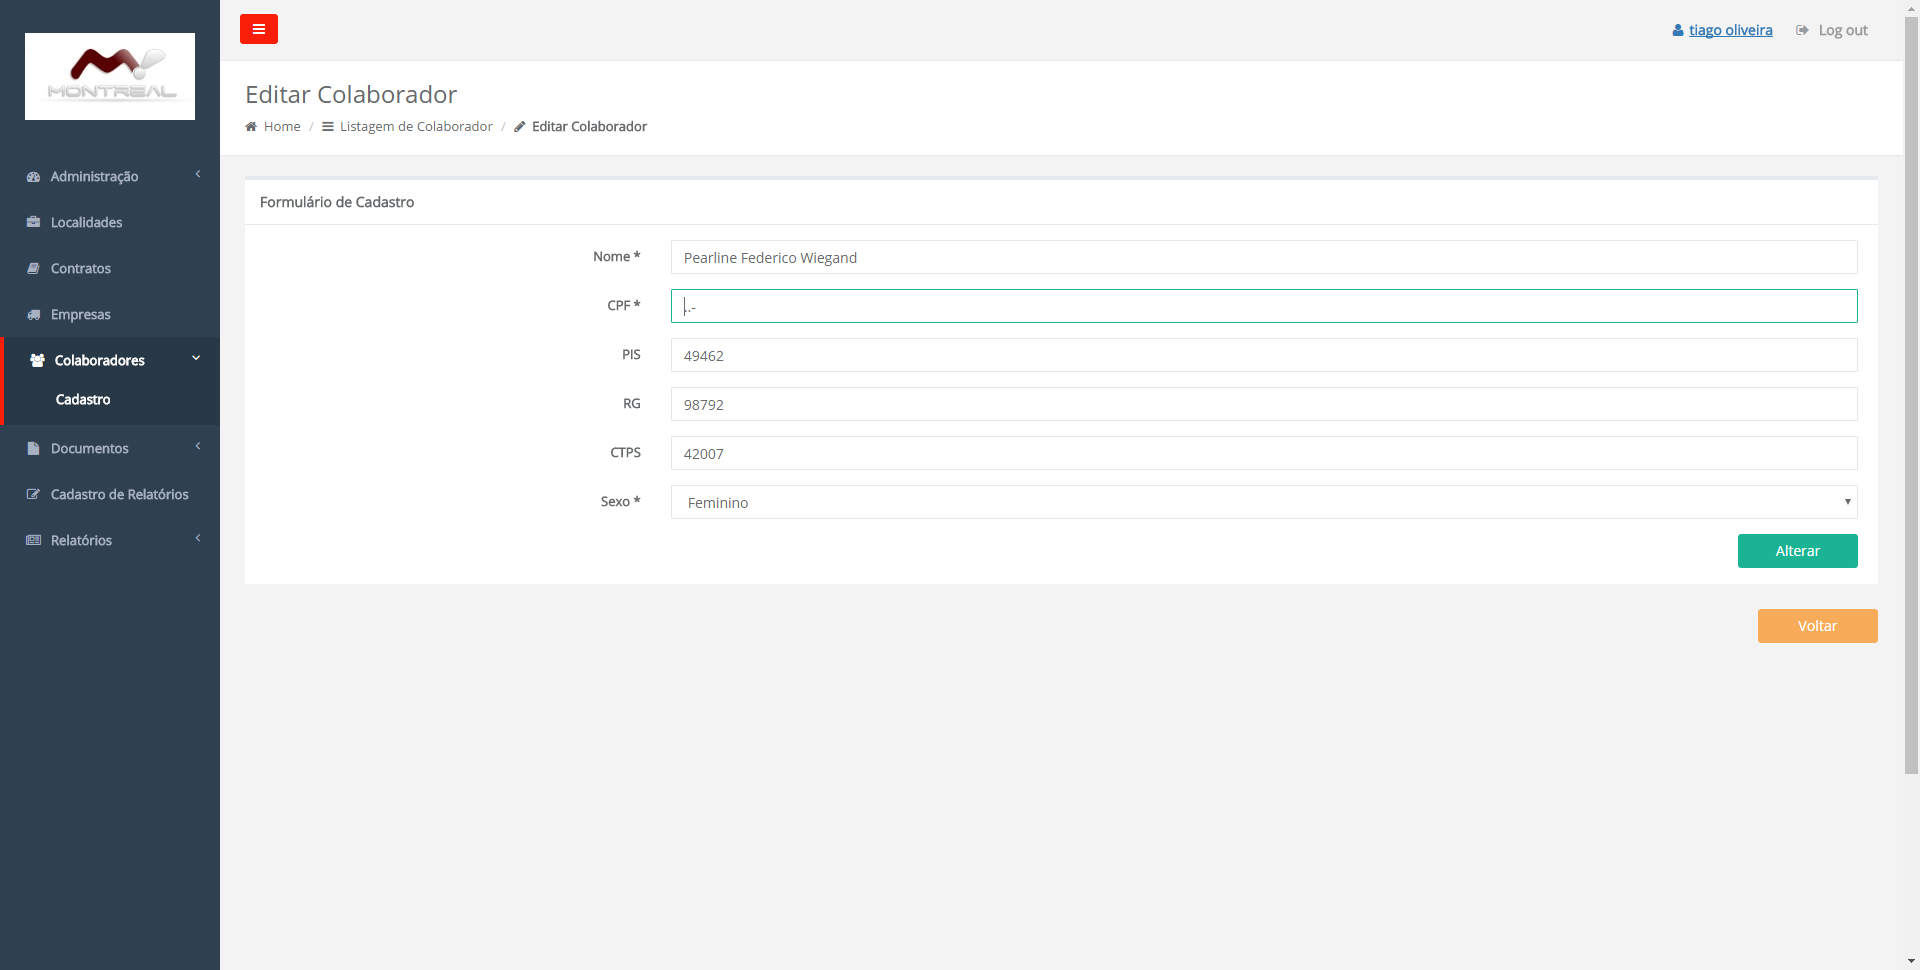 MONTREAL
Administração
Localidades
Contratos
Empresas
Colaboradores
Cadastro
Documentos
Cadastro de Relatórios
Relatórios
tiago oliveira
Log out
Editar Colaborador
Home / Listagem de Colaborador / Editar Colaborador
Formulário de Cadastro
Nome * Pearline Federico Wiegand
CPF * ..-
PIS 49462
RG 98792
CTPS 42007
Sexo * Feminino
Alterar
Voltar